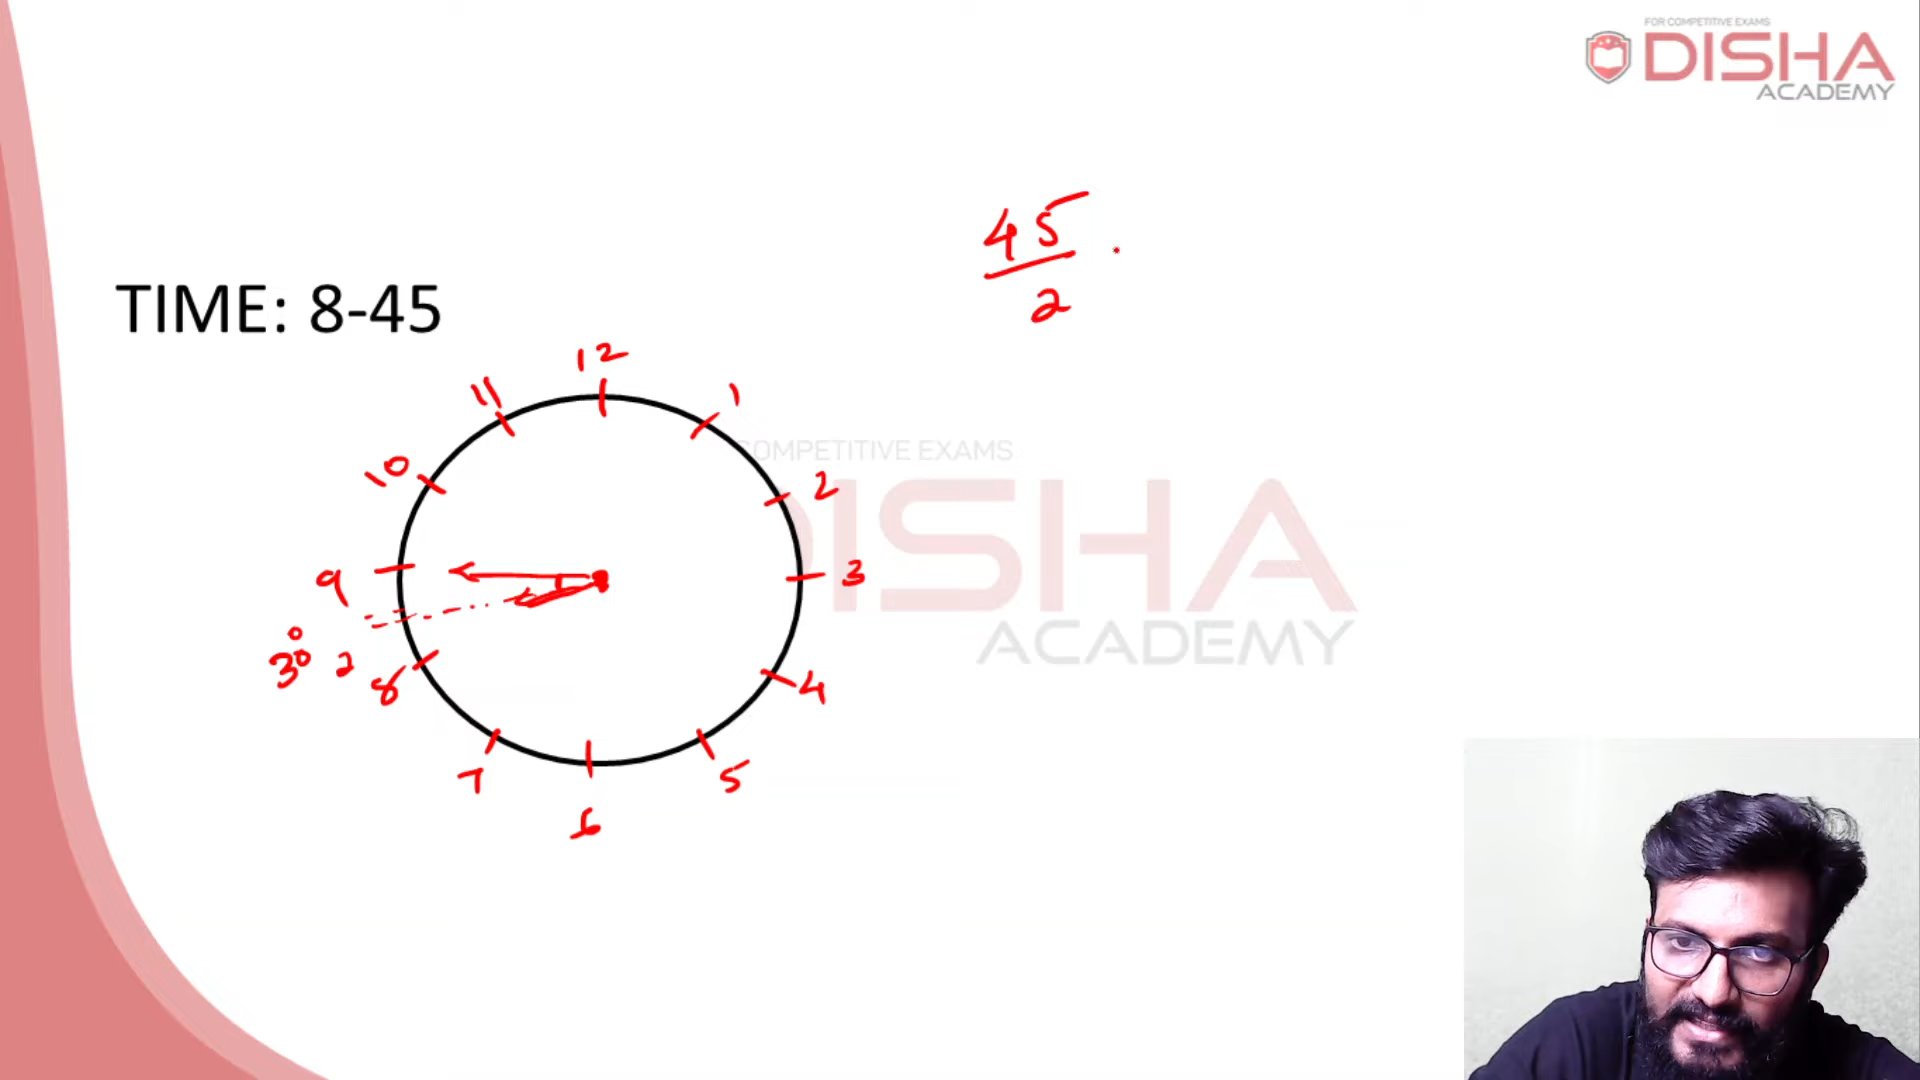 FOR COMPETITIVE EXAMS
DISHA
ACADEMY
45
2
TIME: 8-45
12
11
1
10
2
COMPETITIVE EXAMS
DISHA
ACADEMY
9
3
30°
2
8
4
7
5
6